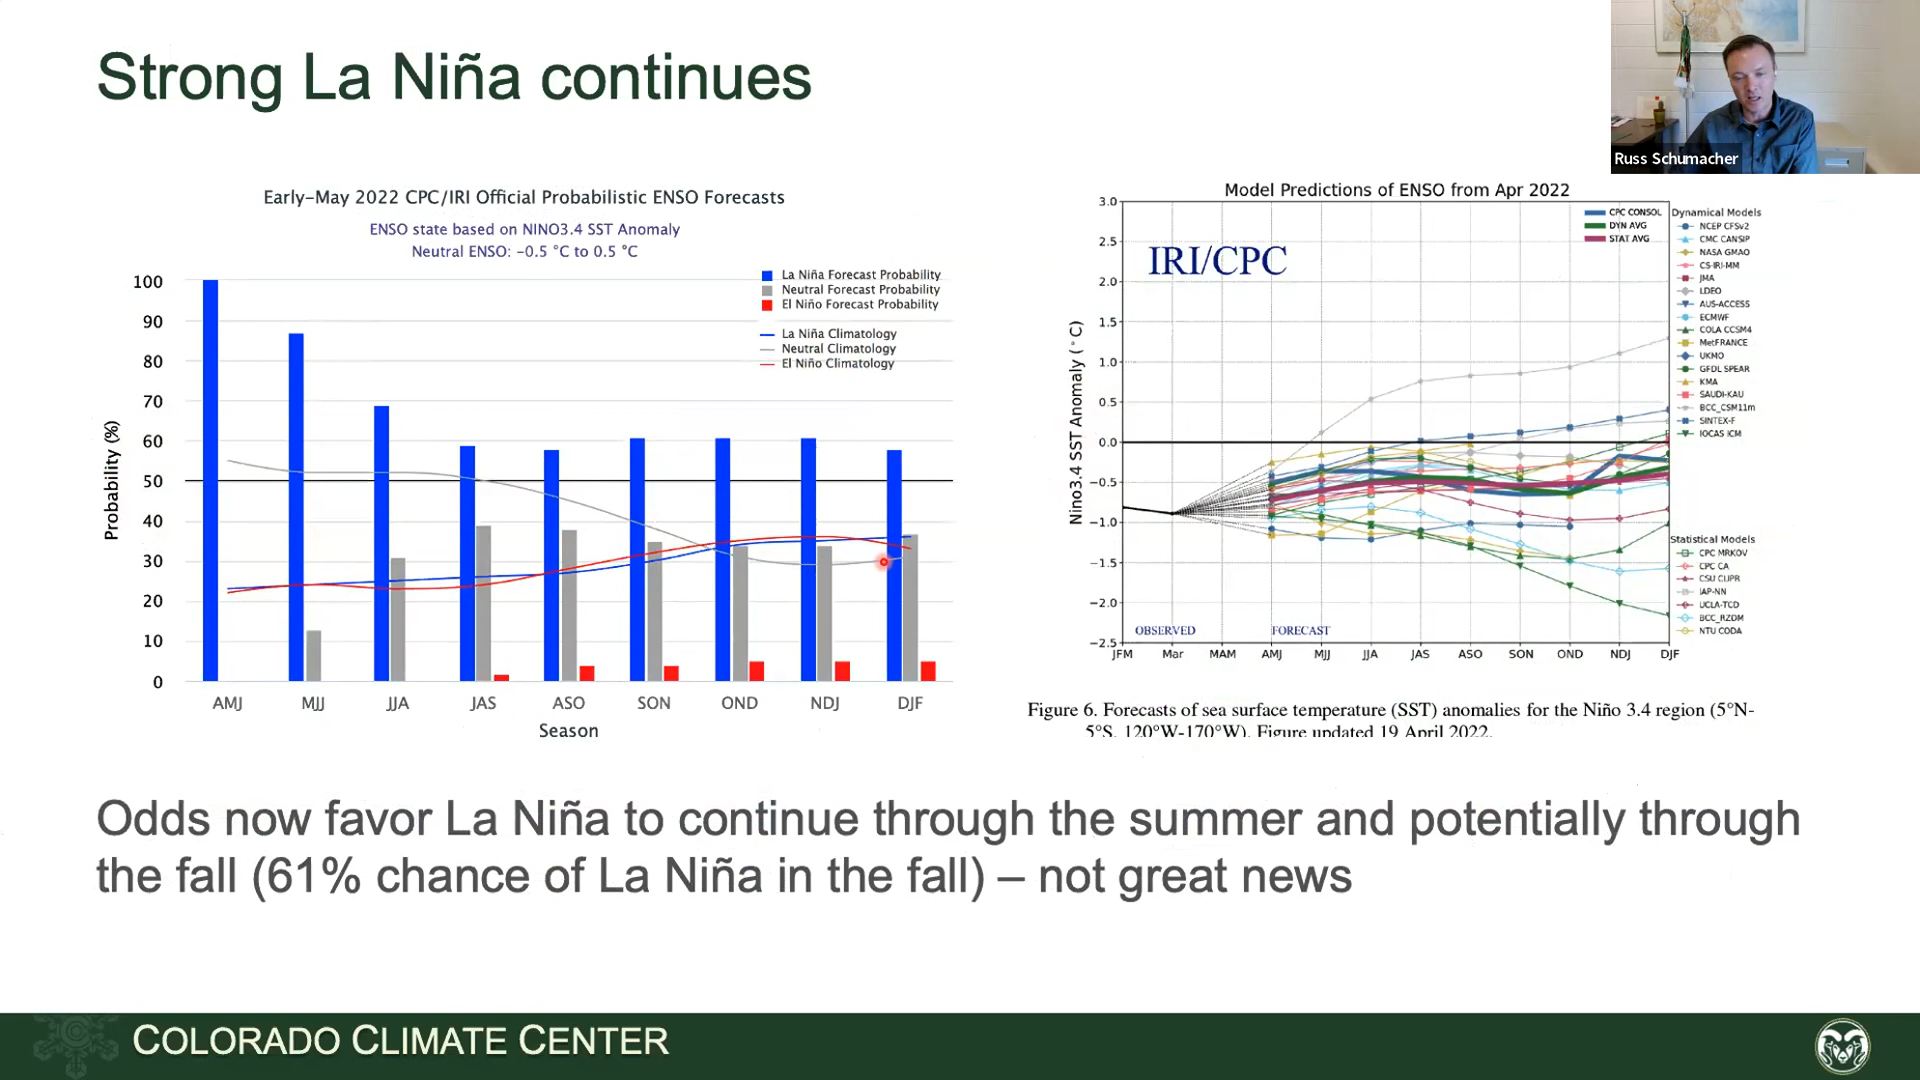 Strong La Niña continues
Russ Schumacher
Early-May 2022 CPC/IRI Official Probabilistic ENSO Forecasts
ENSO state based on NINO3.4 SST Anomaly
Neutral ENSO: -0.5 °C to 0.5 °C
La Niña Forecast Probability
Neutral Forecast Probability
El Niño Forecast Probability
La Niña Climatology
Neutral Climatology
El Niño Climatology
Probability (%)
100
90
80
70
60
50
40
30
20
10
0
AMJ MJJ JJA JAS ASO SON OND NDJ DJF
Season
Model Predictions of ENSO from Apr 2022
IRI/CPC
Nino3.4 SST Anomaly (°C)
3.0
2.5
2.0
1.5
1.0
0.5
0.0
−0.5
−1.0
−1.5
−2.0
−2.5
OBSERVED FORECAST
JFM Mar MAM AMJ MJJ JJA JAS ASO SON OND NDJ DJF
CPC CONSOL
DYN AVG
STAT AVG
Dynamical Models
NCEP CFSv2
CMC CANSIP
NASA GMAO
CS-IRI-MM
JMA
LDEO
AUS-ACCESS
ECMWF
COLA CCSM4
MetFRANCE
UKMO
GFDL SPEAR
KMA
SAUDI-KAU
BCC_CSM11m
SINTEX-F
IOCAS ICM
Statistical Models
CPC MRKOV
CPC CA
CSU CLIPR
IAP-NN
UCLA-TCD
BCC_RZDM
NTU CODA
Figure 6. Forecasts of sea surface temperature (SST) anomalies for the Niño 3.4 region (5°N-
5°S, 120°W-170°W). Figure updated 19 April 2022.
Odds now favor La Niña to continue through the summer and potentially through
the fall (61% chance of La Niña in the fall) – not great news
COLORADO CLIMATE CENTER